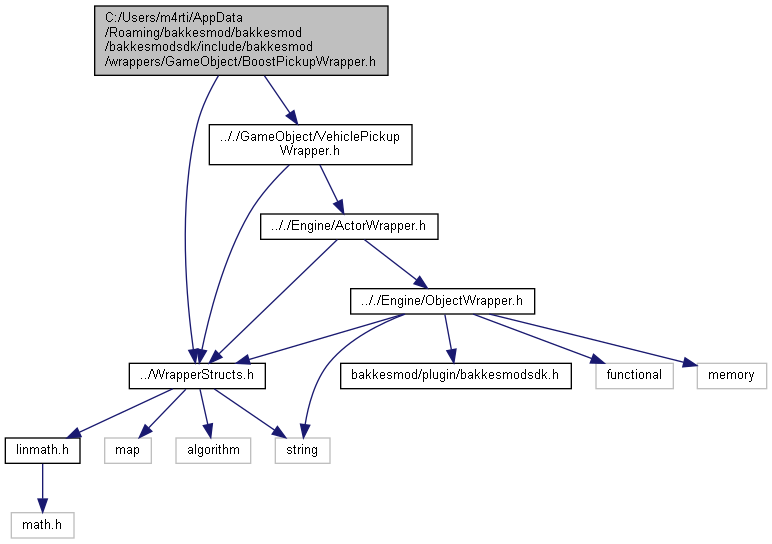 C:/Users/m4rti/AppData
/Roaming/bakkesmod/bakkesmod
/bakkesmodsdk/include/bakkesmod
/wrappers/GameObject/BoostPickupWrapper.h
.././GameObject/VehiclePickup
Wrapper.h
.././Engine/ActorWrapper.h
.././Engine/ObjectWrapper.h
../WrapperStructs.h
bakkesmod/plugin/bakkesmodsdk.h
functional
memory
linmath.h
map
algorithm
string
math.h